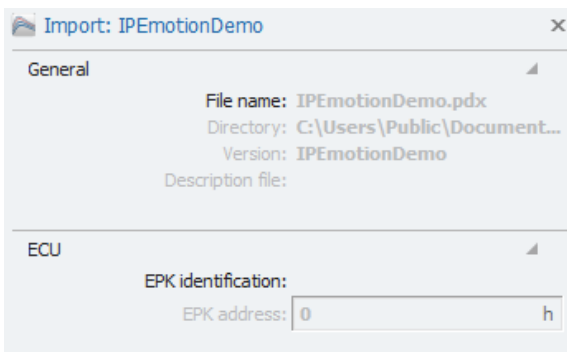 Import: IPEmotionDemo
General
File name: IPEmotionDemo.pdx
Directory: C:\Users\Public\Document...
Version: IPEmotionDemo
Description file:
ECU
EPK identification:
EPK address: 0 h